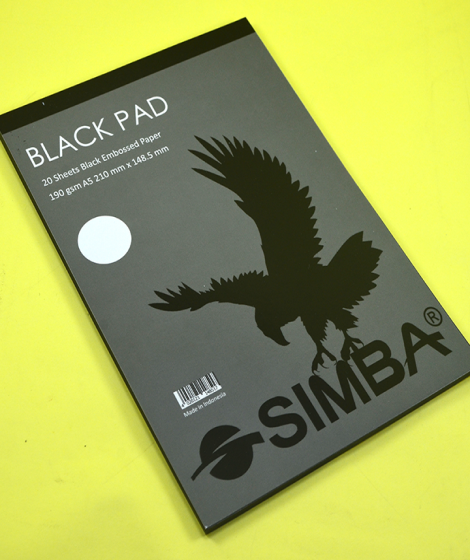 BLACK PAD
20 Sheets Black Embossed Paper
190 gsm A5 210 mm x 148.5 mm
Made in Indonesia
SIMBA®